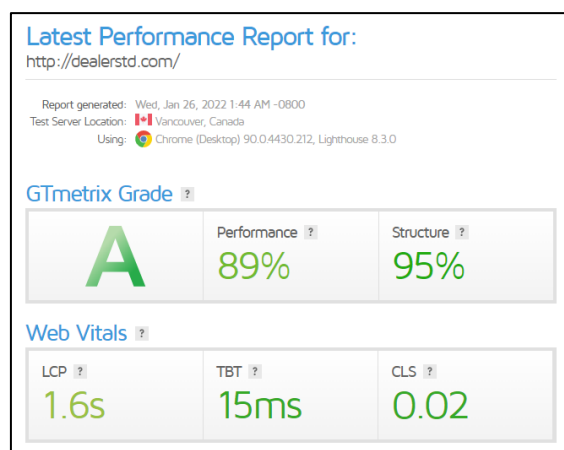 Latest Performance Report for:
http://dealerstd.com/
Report generated: Wed, Jan 26, 2022 1:44 AM -0800
Test Server Location: Vancouver, Canada
Using: Chrome (Desktop) 90.0.4430.212, Lighthouse 8.3.0
GTmetrix Grade ?
A
Performance ?
89%
Structure ?
95%
Web Vitals ?
LCP ?
1.6s
TBT ?
15ms
CLS ?
0.02